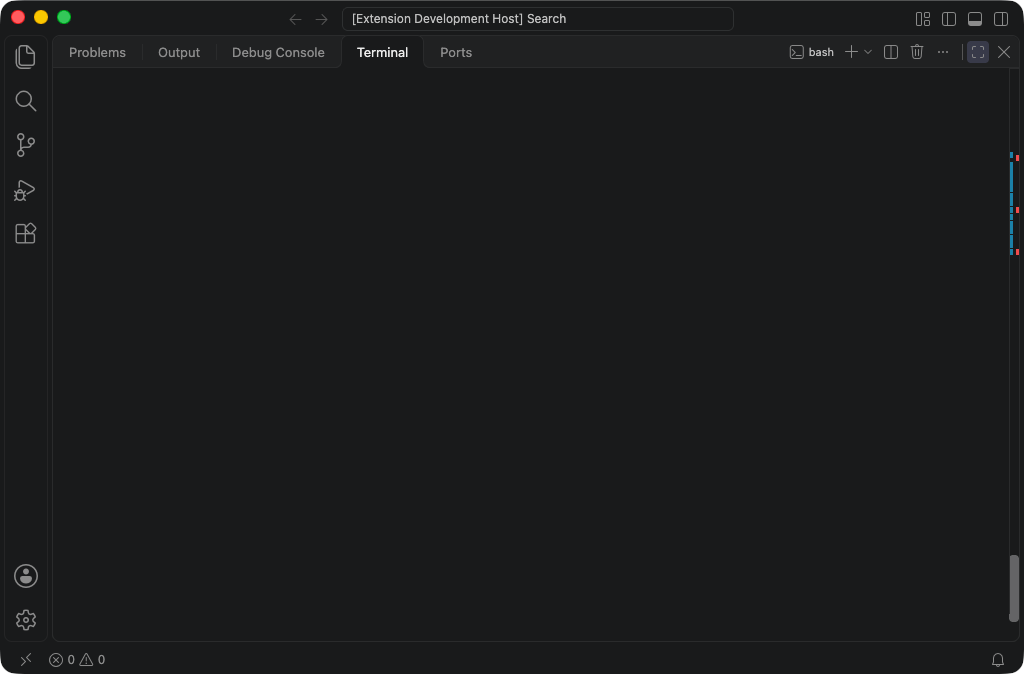 [Extension Development Host] Search
Problems Output Debug Console Terminal Ports
bash
0 0